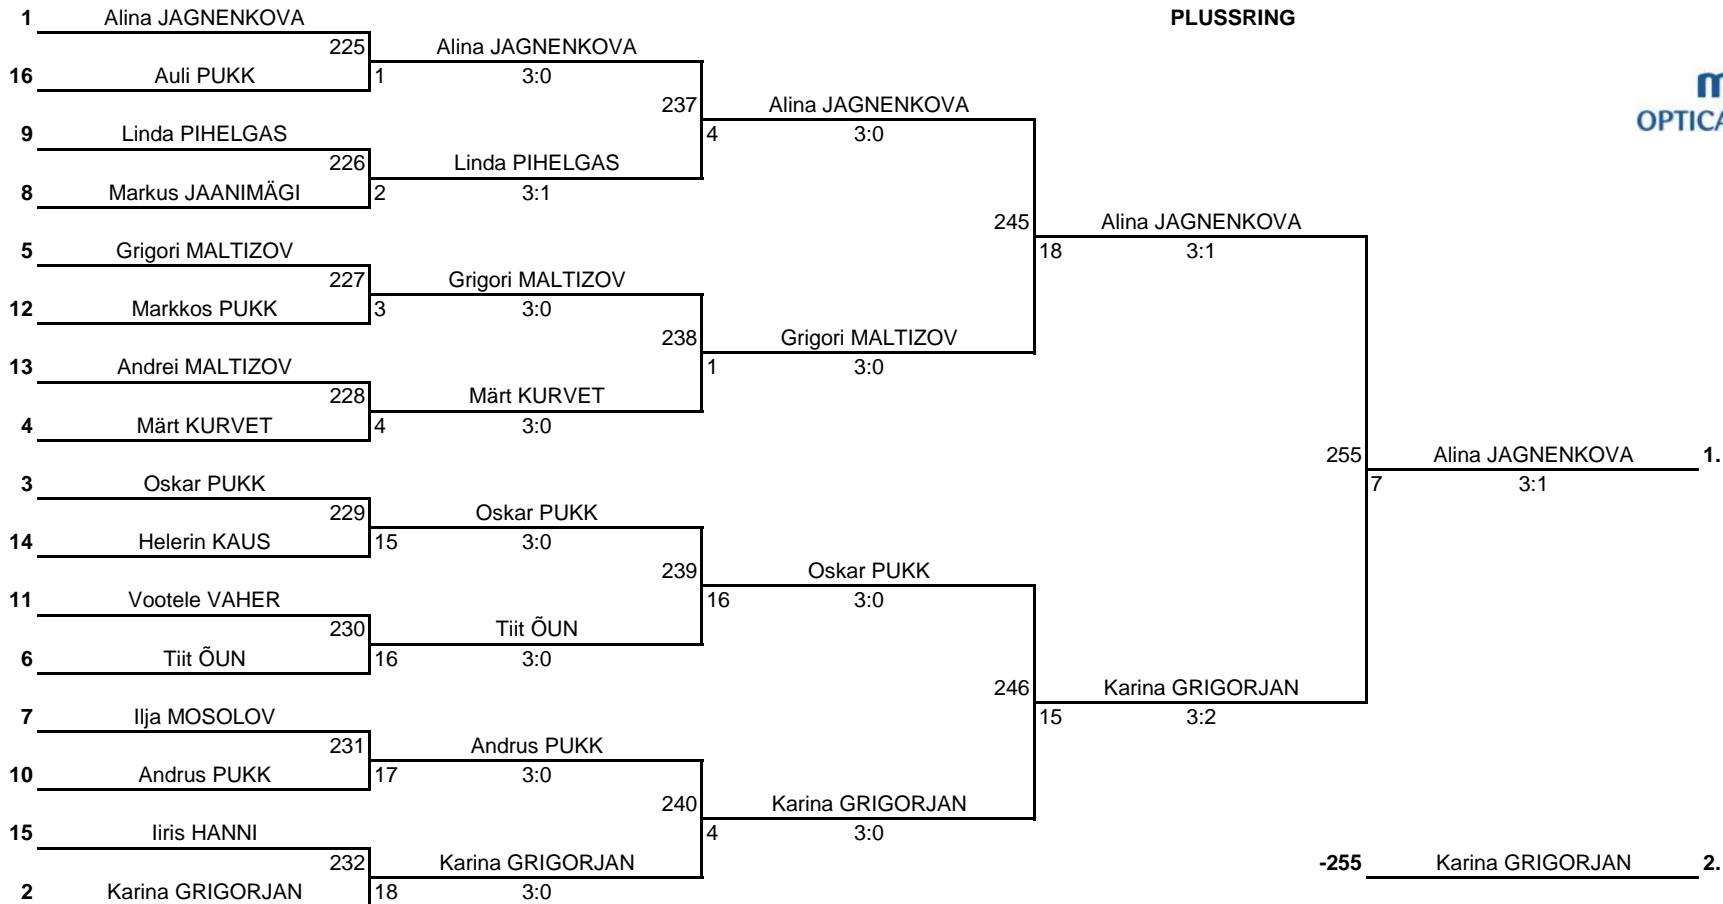 1 Alina JAGNENKOVA PLUSSRING
225 Alina JAGNENKOVA
16 Auli PUKK 1 3:0
237 Alina JAGNENKOVA
OPTICA
9 Linda PIHELGAS 4 3:0
226 Linda PIHELGAS
8 Markus JAANIMÄGI 2 3:1
245 Alina JAGNENKOVA
5 Grigori MALTIZOV 18 3:1
227 Grigori MALTIZOV
12 Markkos PUKK 3 3:0
238 Grigori MALTIZOV
13 Andrei MALTIZOV 1 3:0
228 Märt KURVET
4 Märt KURVET 4 3:0
255 Alina JAGNENKOVA 1.
3 Oskar PUKK 7 3:1
229 Oskar PUKK
14 Helerin KAUS 15 3:0
239 Oskar PUKK
11 Vootele VAHER 16 3:0
230 Tiit ÕUN
6 Tiit ÕUN 16 3:0
246 Karina GRIGORJAN
7 Ilja MOSOLOV 15 3:2
231 Andrus PUKK
10 Andrus PUKK 17 3:0
240 Karina GRIGORJAN
15 Iiris HANNI 4 3:0
232 Karina GRIGORJAN -255 Karina GRIGORJAN 2.
2 Karina GRIGORJAN 18 3:0